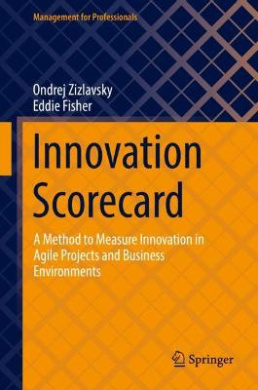 Management for Professionals
Ondrej Zizlavsky
Eddie Fisher
Innovation
Scorecard
A Method to Measure Innovation in
Agile Projects and Business
Environments
Springer